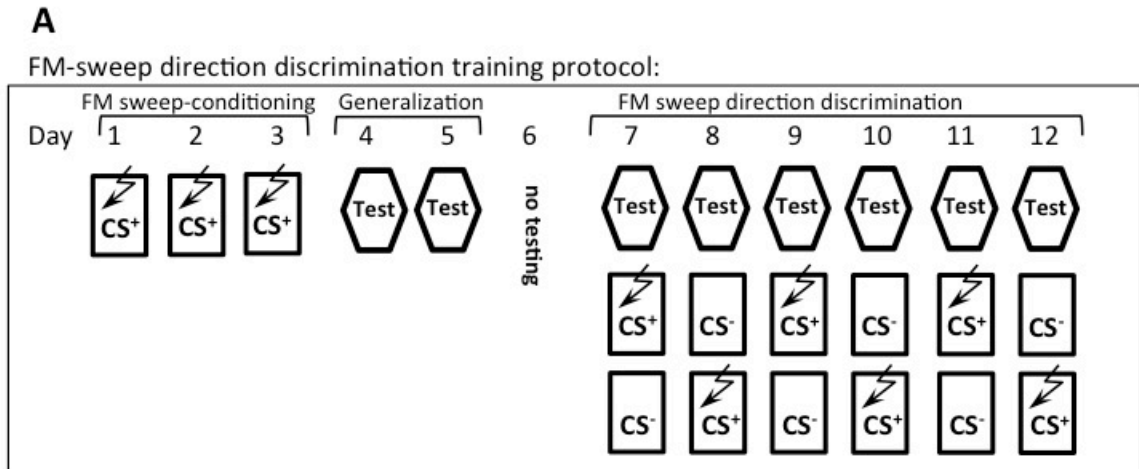 A
FM-sweep direction discrimination training protocol:
FM sweep-conditioning Generalization FM sweep direction discrimination
Day 1 2 3 4 5 6 7 8 9 10 11 12
CS⁺ CS⁺ CS⁺ Test Test no testing Test Test Test Test Test Test
CS⁺ CS⁻ CS⁺ CS⁻ CS⁺ CS⁻
CS⁻ CS⁺ CS⁻ CS⁺ CS⁻ CS⁺